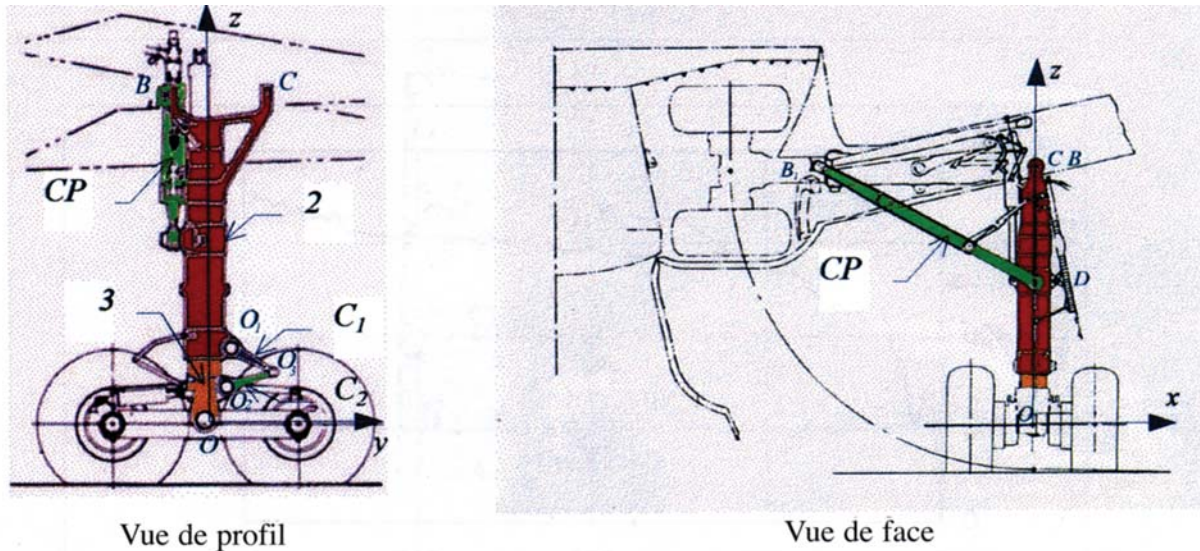 z
B
C
CP
2
3
O₁
C₁
O₃
C₂
O₂
O
y
Vue de profil
z
B₁
C B
CP
D
O
x
Vue de face